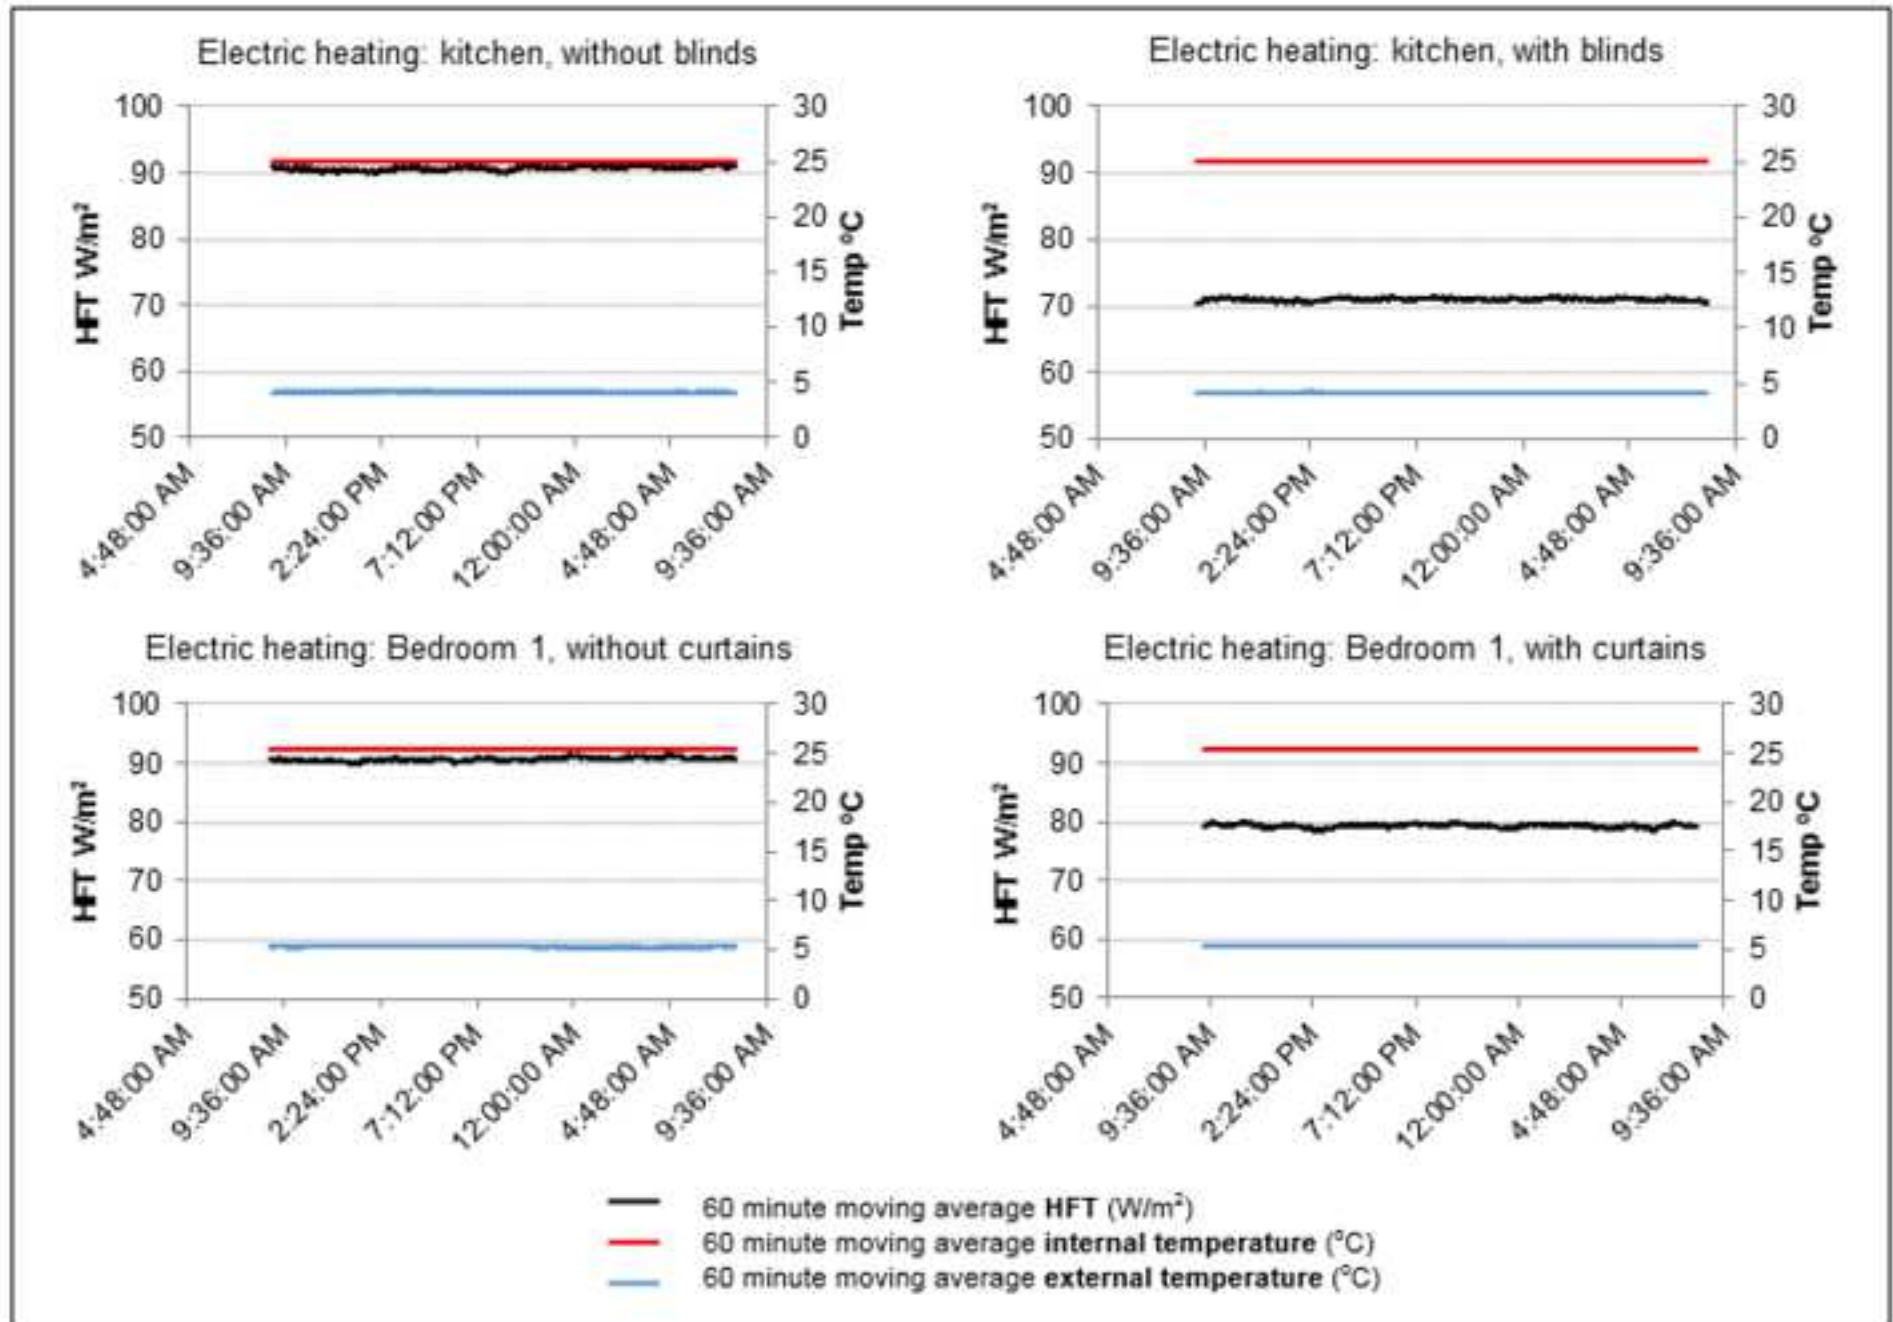 Electric heating: kitchen, without blinds
100
90
80
70
60
50
HFT W/m²
30
25
20
15
10
5
0
Temp ºC
4:48:00 AM
9:36:00 AM
2:24:00 PM
7:12:00 PM
12:00:00 AM
4:48:00 AM
9:36:00 AM
Electric heating: kitchen, with blinds
100
90
80
70
60
50
HFT W/m²
30
25
20
15
10
5
0
Temp ºC
4:48:00 AM
9:36:00 AM
2:24:00 PM
7:12:00 PM
12:00:00 AM
4:48:00 AM
9:36:00 AM
Electric heating: Bedroom 1, without curtains
100
90
80
70
60
50
HFT W/m²
30
25
20
15
10
5
0
Temp ºC
4:48:00 AM
9:36:00 AM
2:24:00 PM
7:12:00 PM
12:00:00 AM
4:48:00 AM
9:36:00 AM
Electric heating: Bedroom 1, with curtains
100
90
80
70
60
50
HFT W/m²
30
25
20
15
10
5
0
Temp ºC
4:48:00 AM
9:36:00 AM
2:24:00 PM
7:12:00 PM
12:00:00 AM
4:48:00 AM
9:36:00 AM
60 minute moving average HFT (W/m²)
60 minute moving average internal temperature (ºC)
60 minute moving average external temperature (ºC)